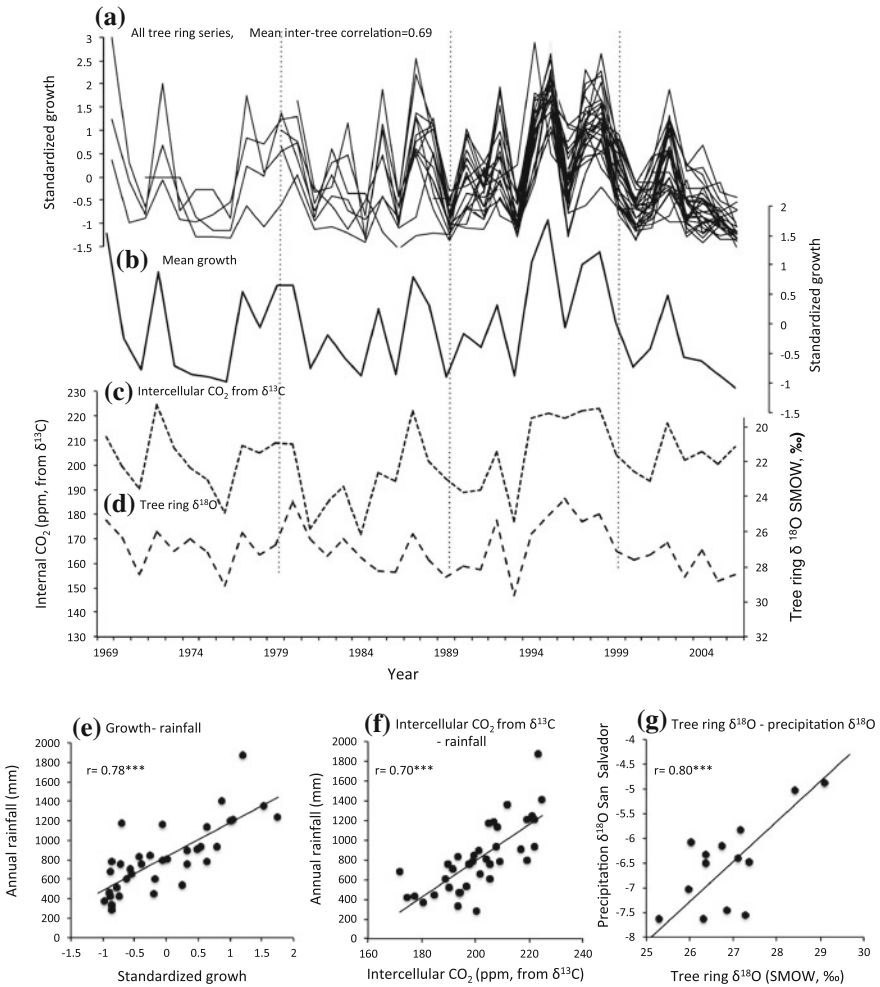 (a) All tree ring series, Mean inter-tree correlation=0.69
Standardized growth
3
2.5
2
1.5
1
0.5
0
-0.5
-1
-1.5
(b) Mean growth
Standardized growth
2
1.5
1
0.5
0
-0.5
-1
-1.5
(c) Intercellular CO2 from δ13C
Internal CO2 (ppm, from δ13C)
230
220
210
200
190
180
170
160
150
140
130
(d) Tree ring δ18O
Tree ring δ 18O SMOW, ‰)
20
22
24
26
28
30
32
1969 1974 1979 1984 1989 1994 1999 2004
Year
(e) Growth- rainfall
r= 0.78***
Annual rainfall (mm)
2000
1800
1600
1400
1200
1000
800
600
400
200
0
-1.5 -1 -0.5 0 0.5 1 1.5 2
Standardized growh
(f) Intercellular CO2 from δ13C
- rainfall
r= 0.70***
Annual rainfall (mm)
2000
1800
1600
1400
1200
1000
800
600
400
200
0
160 180 200 220 240
Intercellular CO2 (ppm, from δ13C)
(g) Tree ring δ18O - precipitation δ18O
r= 0.80***
Precipitation δ18O San Salvador
-4
-4.5
-5
-5.5
-6
-6.5
-7
-7.5
-8
25 26 27 28 29 30
Tree ring δ18O (SMOW, ‰)